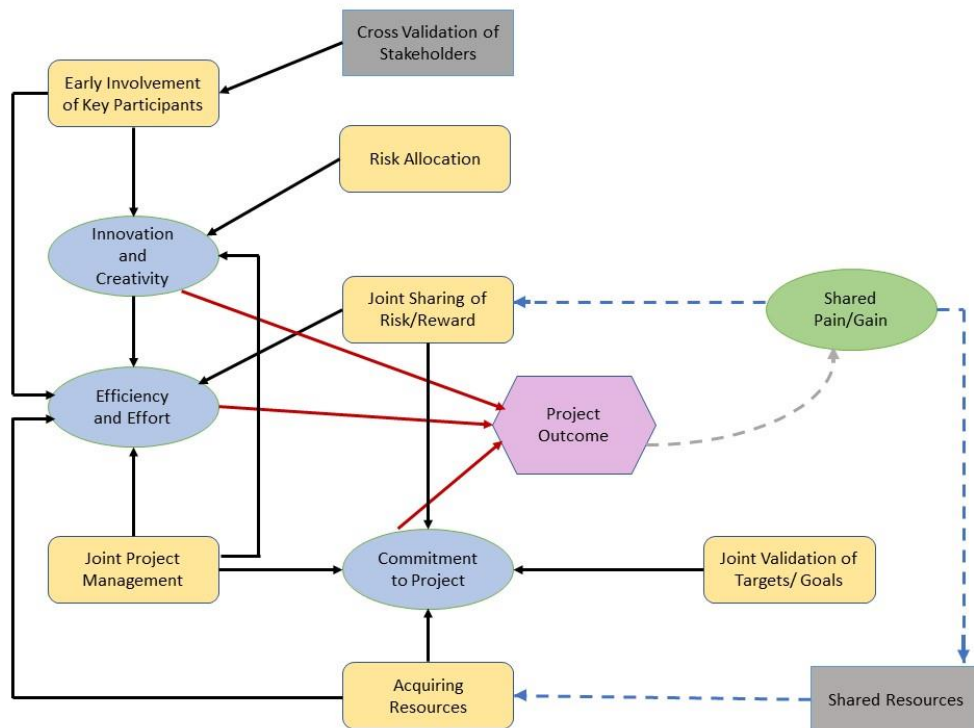 Cross Validation of
Stakeholders
Early Involvement
of Key Participants
Risk Allocation
Innovation
and
Creativity
Joint Sharing of
Risk/Reward
Shared
Pain/Gain
Efficiency
and Effort
Project
Outcome
Joint Project
Management
Commitment
to Project
Joint Validation of
Targets/ Goals
Acquiring
Resources
Shared Resources